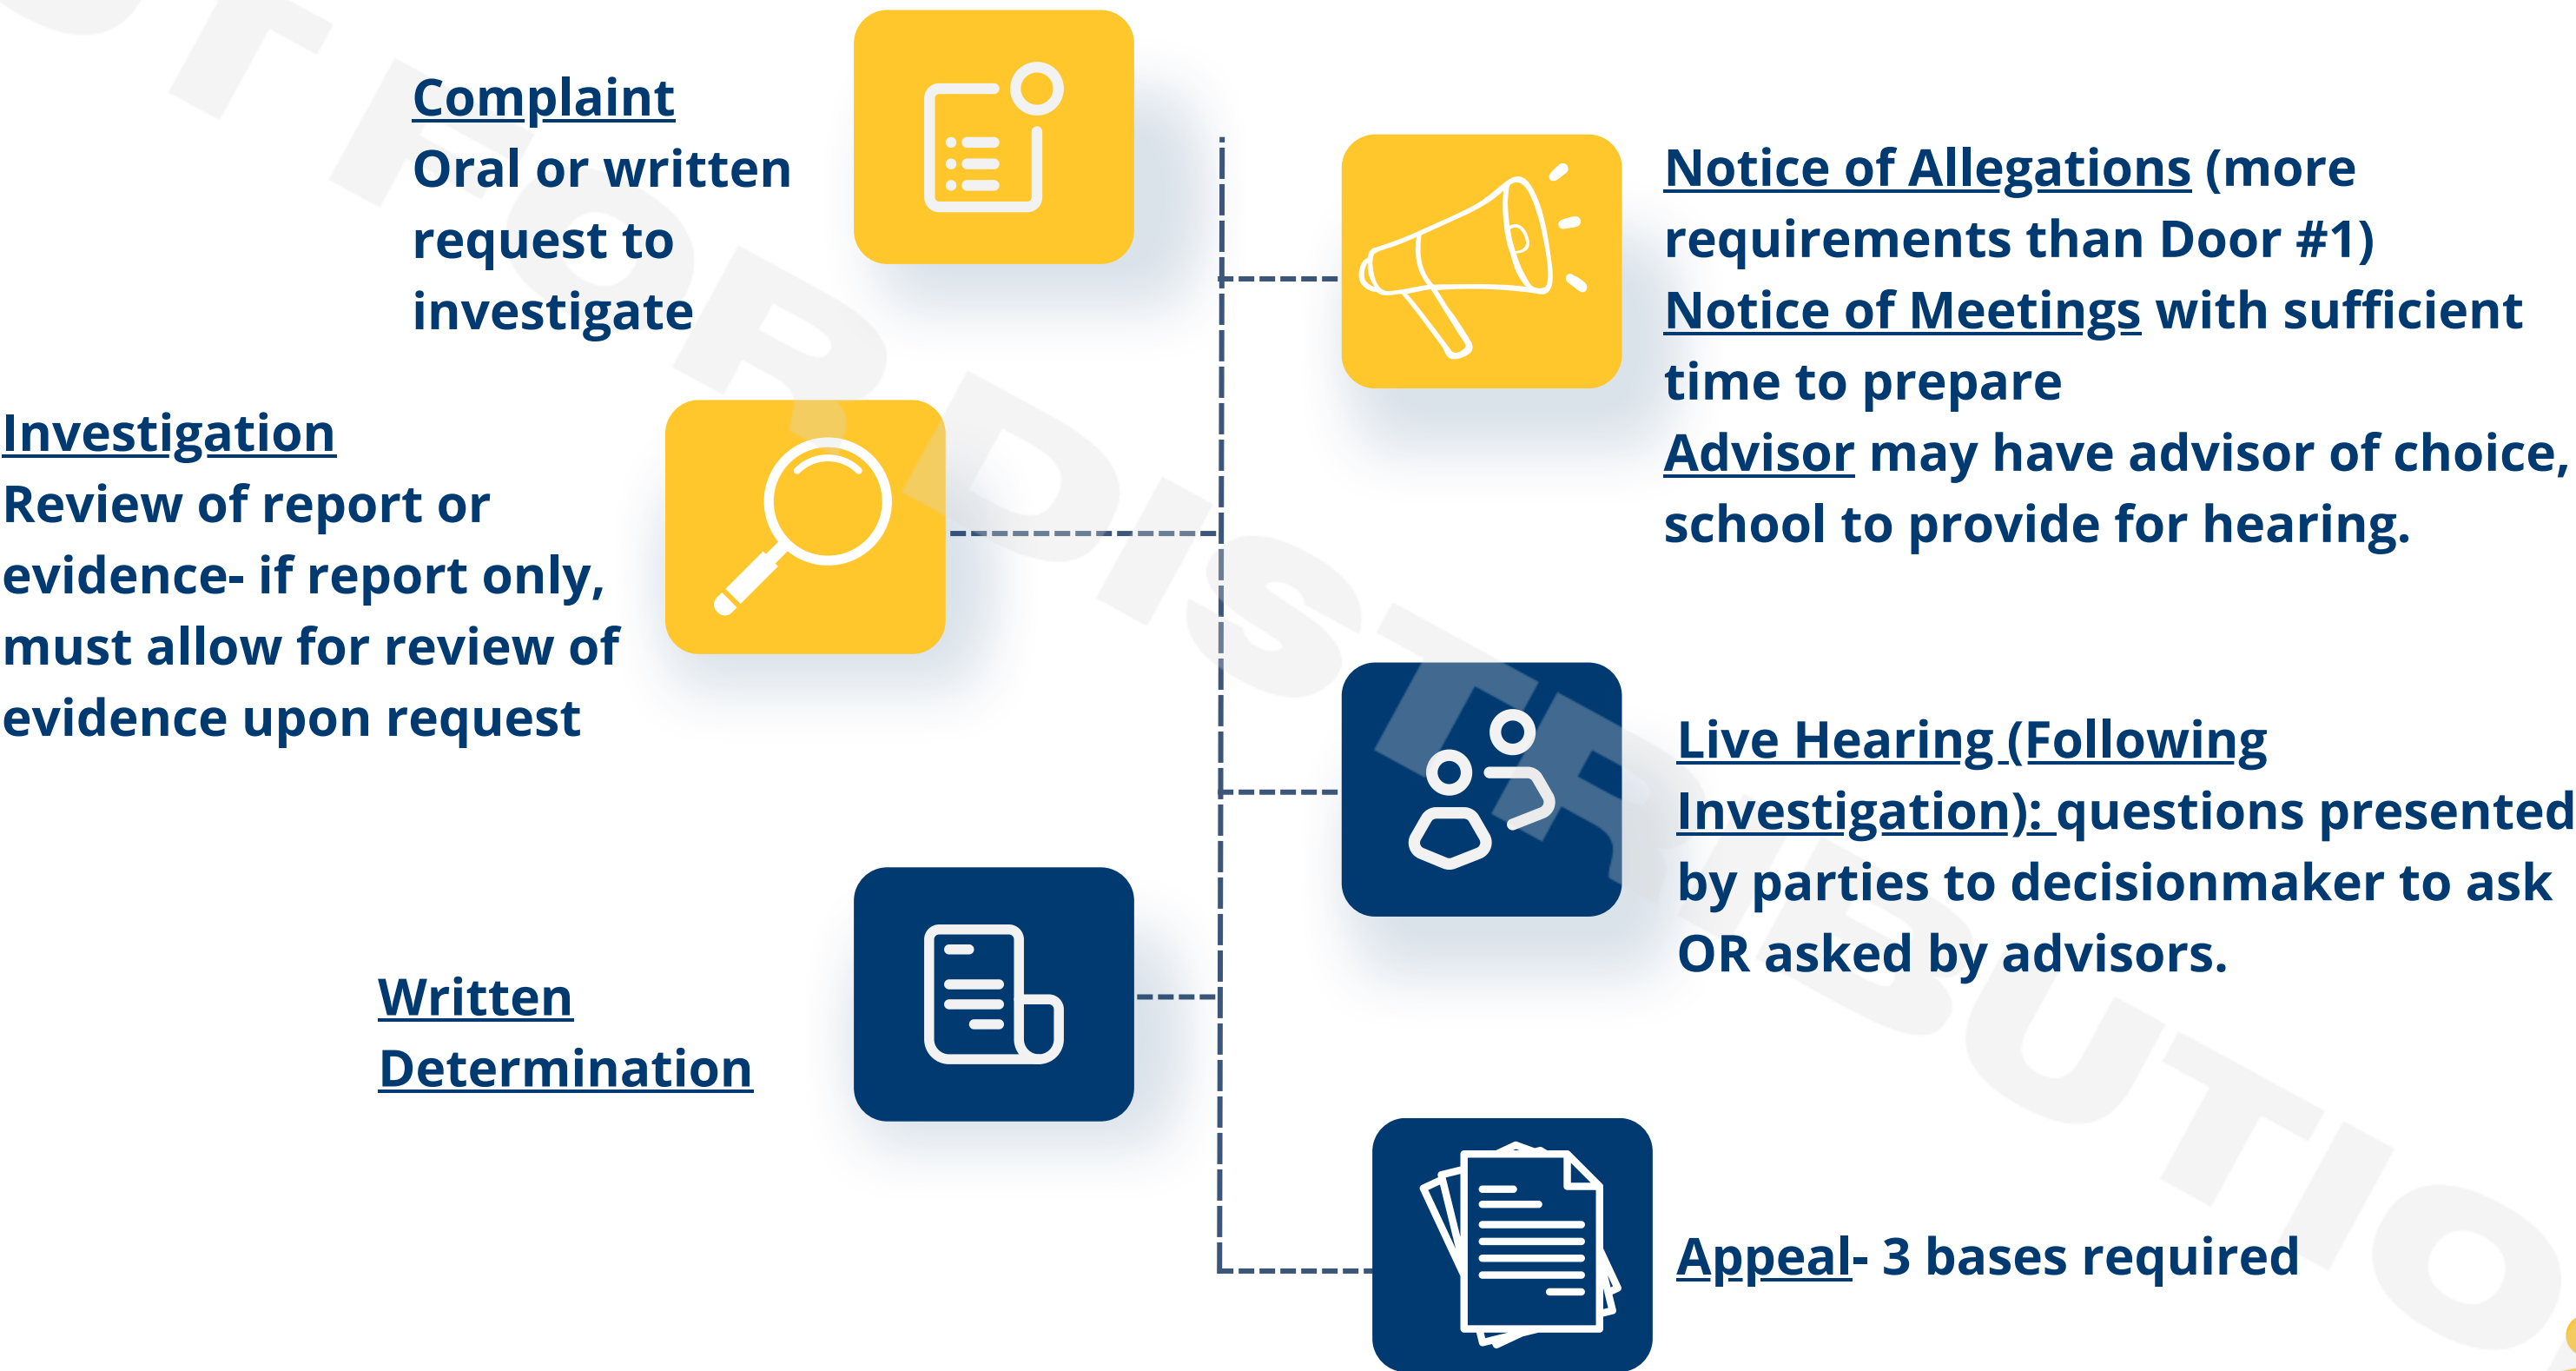 Complaint
Oral or written
request to
investigate
Notice of Allegations (more
requirements than Door #1)
Notice of Meetings with sufficient
time to prepare
Advisor may have advisor of choice,
school to provide for hearing.
Investigation
Review of report or
evidence- if report only,
must allow for review of
evidence upon request
Live Hearing (Following
Investigation): questions presented
by parties to decisionmaker to ask
OR asked by advisors.
Written
Determination
Appeal- 3 bases required